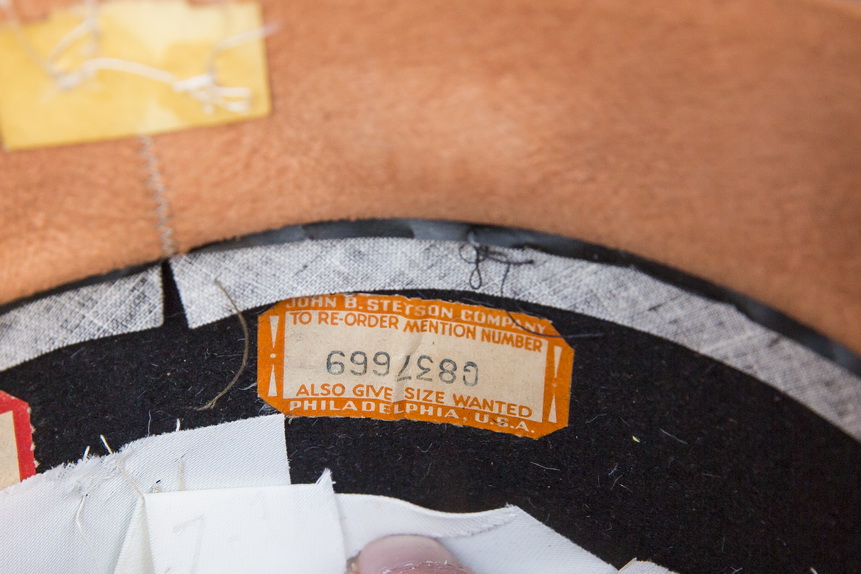 JOHN B. STETSON COMPANY
TO RE-ORDER MENTION NUMBER
G837669
ALSO GIVE SIZE WANTED
PHILADELPHIA, U.S.A.